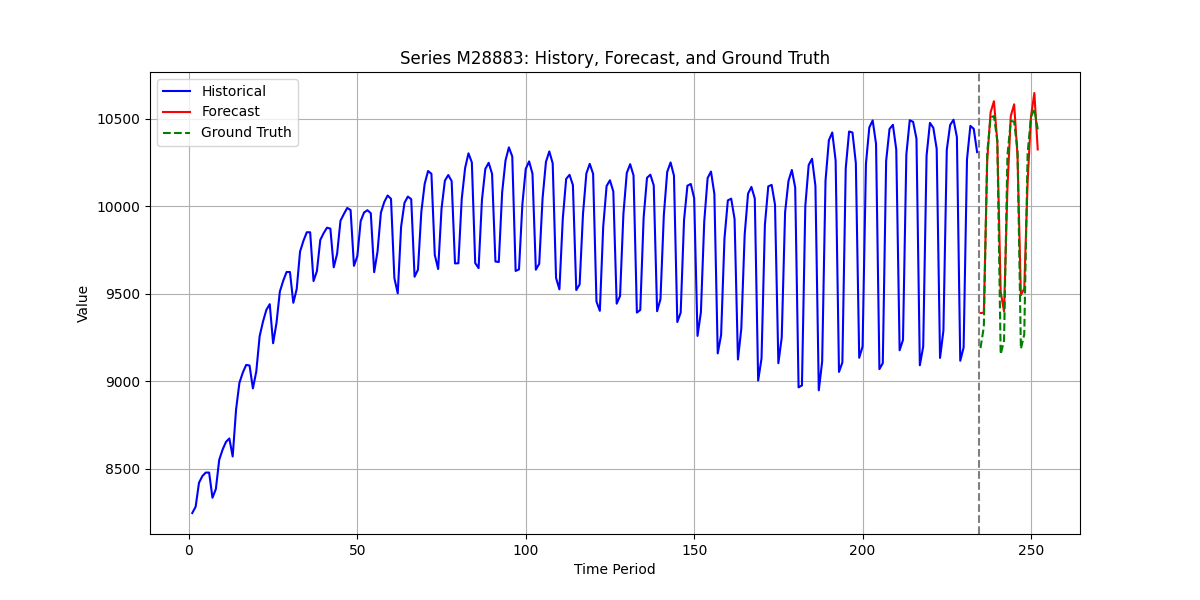 Series M28883: History, Forecast, and Ground Truth
Historical
Forecast
Ground Truth
10500
10000
9500
9000
8500
Value
0 50 100 150 200 250
Time Period